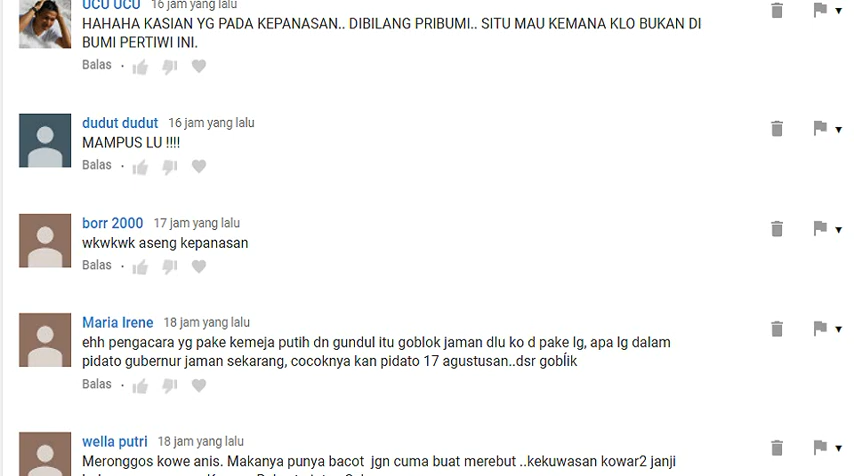 UCU UCU 16 jam yang lalu
HAHAHA KASIAN YG PADA KEPANASAN.. DIBILANG PRIBUMI.. SITU MAU KEMANA KLO BUKAN DI
BUMI PERTIWI INI.
Balas
dudut dudut 16 jam yang lalu
MAMPUS LU !!!!
Balas
borr 2000 17 jam yang lalu
wkwkwk aseng kepanasan
Balas
Maria Irene 18 jam yang lalu
ehh pengacara yg pake kemeja putih dn gundul itu goblok jaman dlu ko d pake lg, apa lg dalam
pidato gubernur jaman sekarang, cocoknya kan pidato 17 agustusan..dsr gobĺik
Balas
wella putri 18 jam yang lalu
Meronggos kowe anis. Makanya punya bacot jgn cuma buat merebut ..kekuwasan kowar2 janji